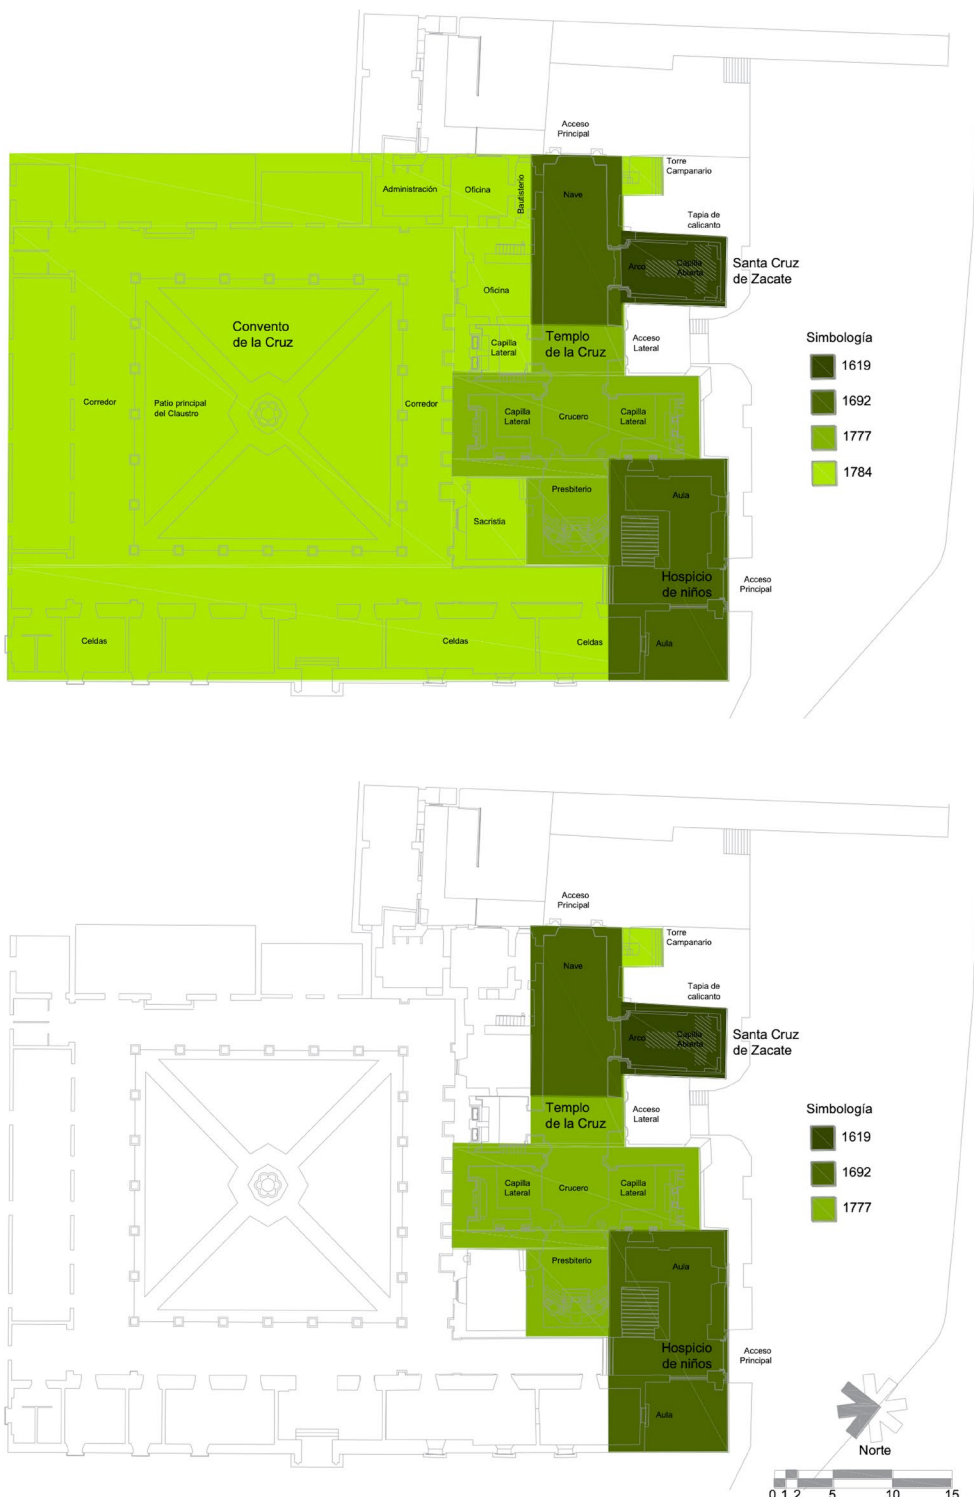 Acceso
Principal
Torre
Campanario
Administración
Oficina
Bautisterio
Nave
Tapia de
calicanto
Arco
Capilla
Abierta
Santa Cruz
de Zacate
Oficina
Convento
de la Cruz
Capilla
Lateral
Templo
de la Cruz
Acceso
Lateral
Simbología
1619
1692
1777
1784
Corredor
Patio principal
del Claustro
Corredor
Capilla
Lateral
Crucero
Capilla
Lateral
Presbiterio
Aula
Sacristia
Hospicio
de niños
Acceso
Principal
Celdas
Celdas
Celdas
Aula
Acceso
Principal
Torre
Campanario
Nave
Tapia de
calicanto
Arco
Capilla
Abierta
Santa Cruz
de Zacate
Templo
de la Cruz
Acceso
Lateral
Simbología
1619
1692
1777
Capilla
Lateral
Crucero
Capilla
Lateral
Presbiterio
Aula
Hospicio
de niños
Acceso
Principal
Aula
Norte
0 1 2 5 10 15